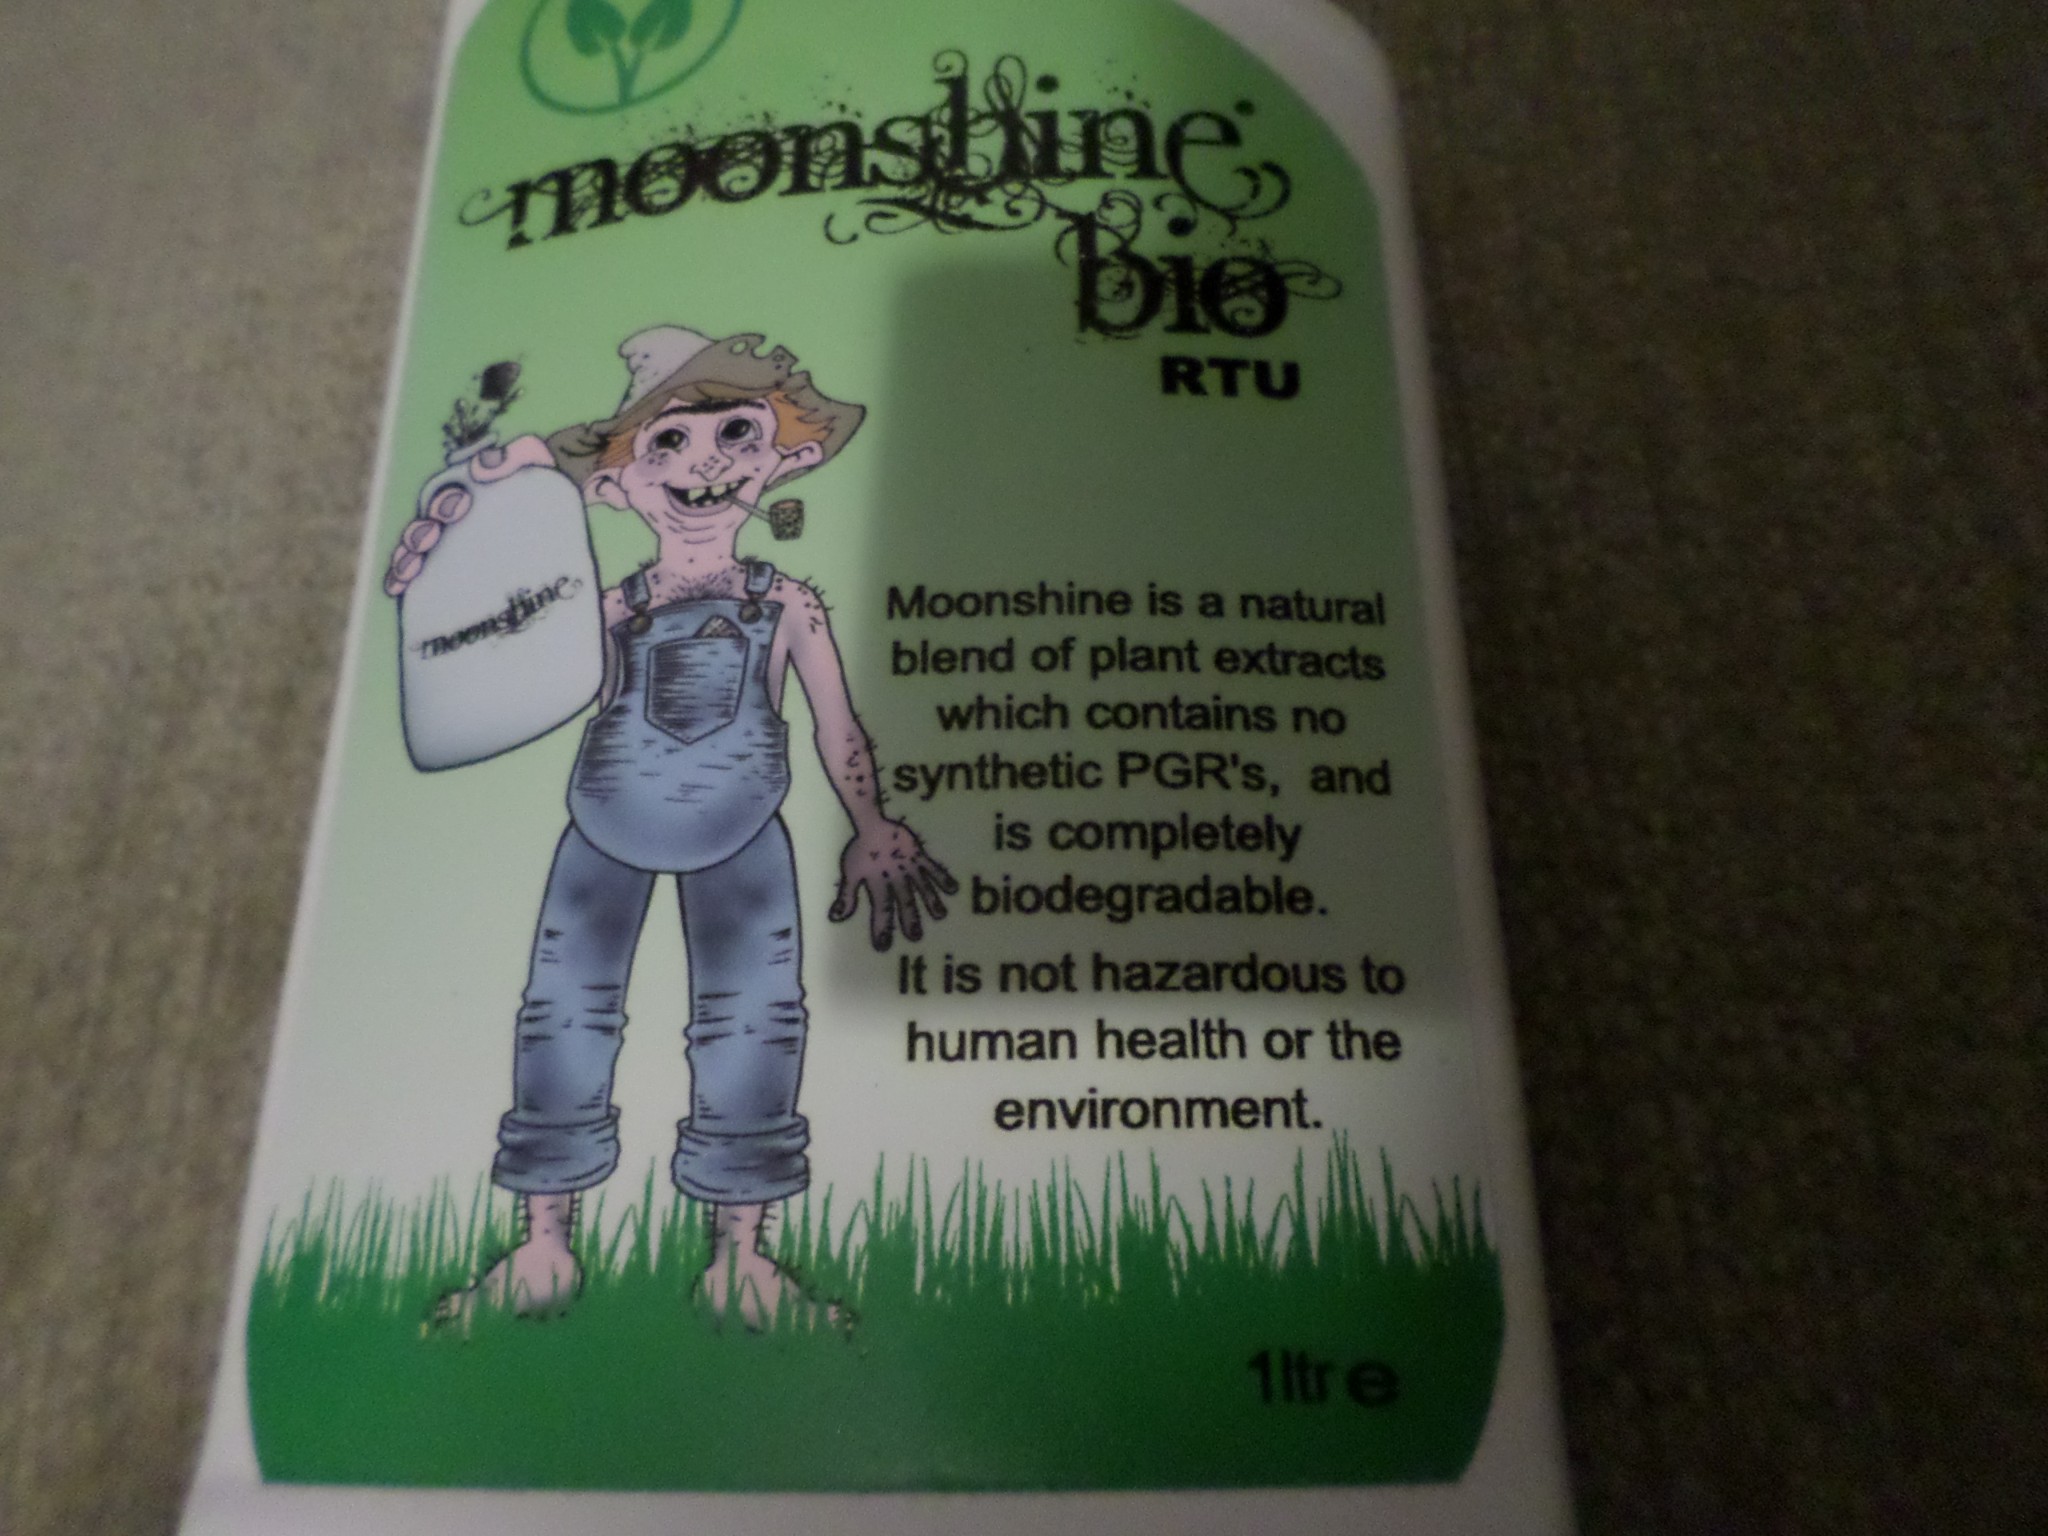 moonshine
bio
RTU
moonshine
Moonshine is a natural
blend of plant extracts
which contains no
synthetic PGR's, and
is completely
biodegradable.
It is not hazardous to
human health or the
environment.
1ltr e